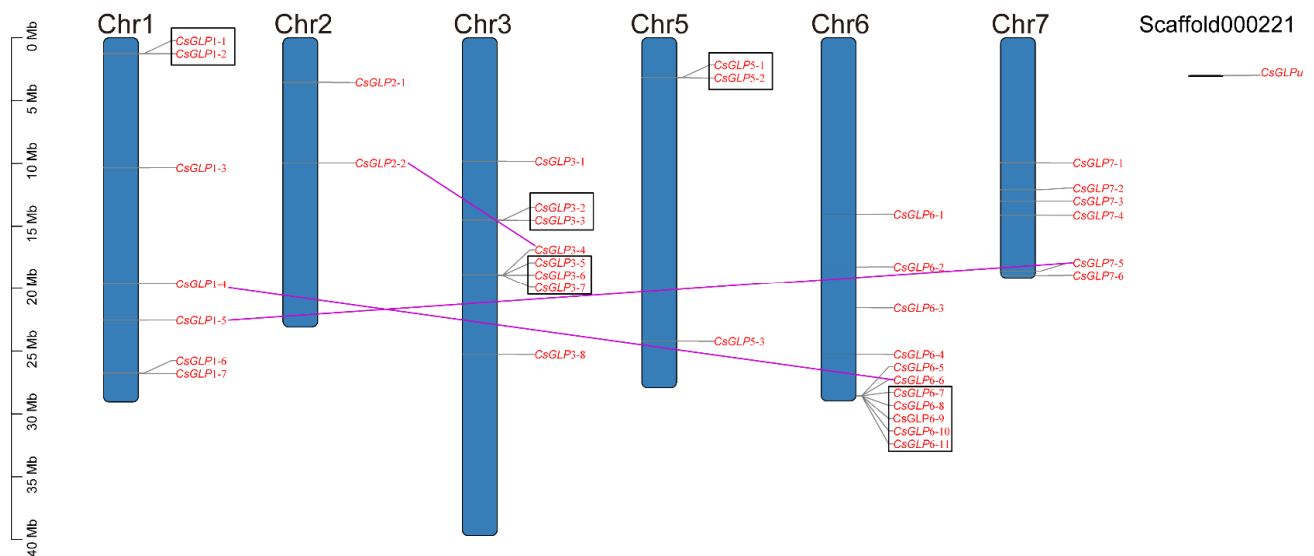 Chr1
Chr2
Chr3
Chr5
Chr6
Chr7
Scaffold000221
0 Mb
5 Mb
10 Mb
15 Mb
20 Mb
25 Mb
30 Mb
35 Mb
40 Mb
CsGLP1-1
CsGLP1-2
CsGLP1-3
CsGLP1-4
CsGLP1-5
CsGLP1-6
CsGLP1-7
CsGLP2-1
CsGLP2-2
CsGLP3-1
CsGLP3-2
CsGLP3-3
CsGLP3-4
CsGLP3-5
CsGLP3-6
CsGLP3-7
CsGLP3-8
CsGLP5-1
CsGLP5-2
CsGLP5-3
CsGLP6-1
CsGLP6-2
CsGLP6-3
CsGLP6-4
CsGLP6-5
CsGLP6-6
CsGLP6-7
CsGLP6-8
CsGLP6-9
CsGLP6-10
CsGLP6-11
CsGLP7-1
CsGLP7-2
CsGLP7-3
CsGLP7-4
CsGLP7-5
CsGLP7-6
CsGLPu